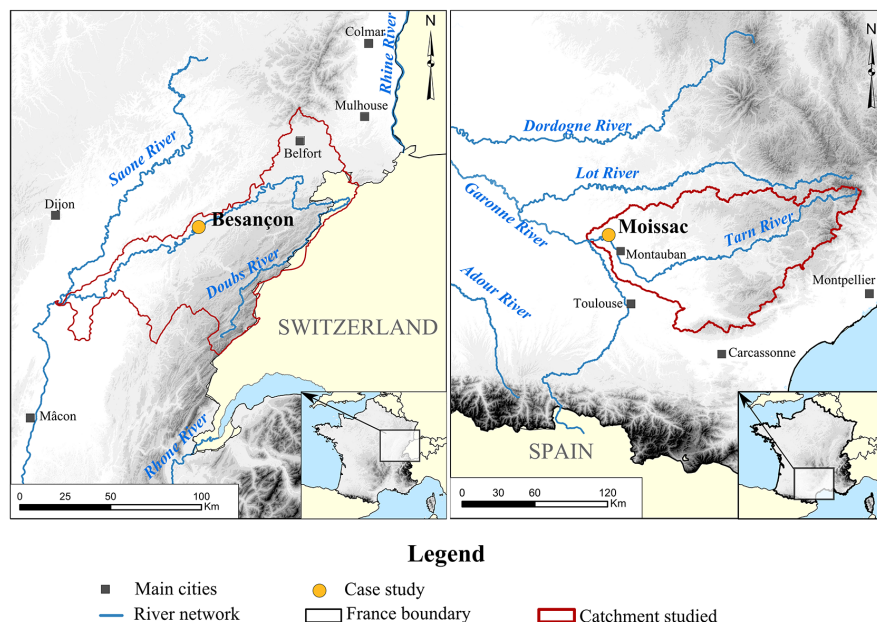 Colmar
N
Rhine River
Mulhouse
Belfort
Saone River
Dijon
Besançon
Doubs River
SWITZERLAND
Mâcon
Rhone River
0 25 50 100
Km
N
Dordogne River
Lot River
Garonne River
Moissac
Tarn River
Montauban
Adour River
Montpellier
Toulouse
Carcassonne
SPAIN
0 30 60 120
Km
Legend
Main cities
Case study
River network
France boundary
Catchment studied